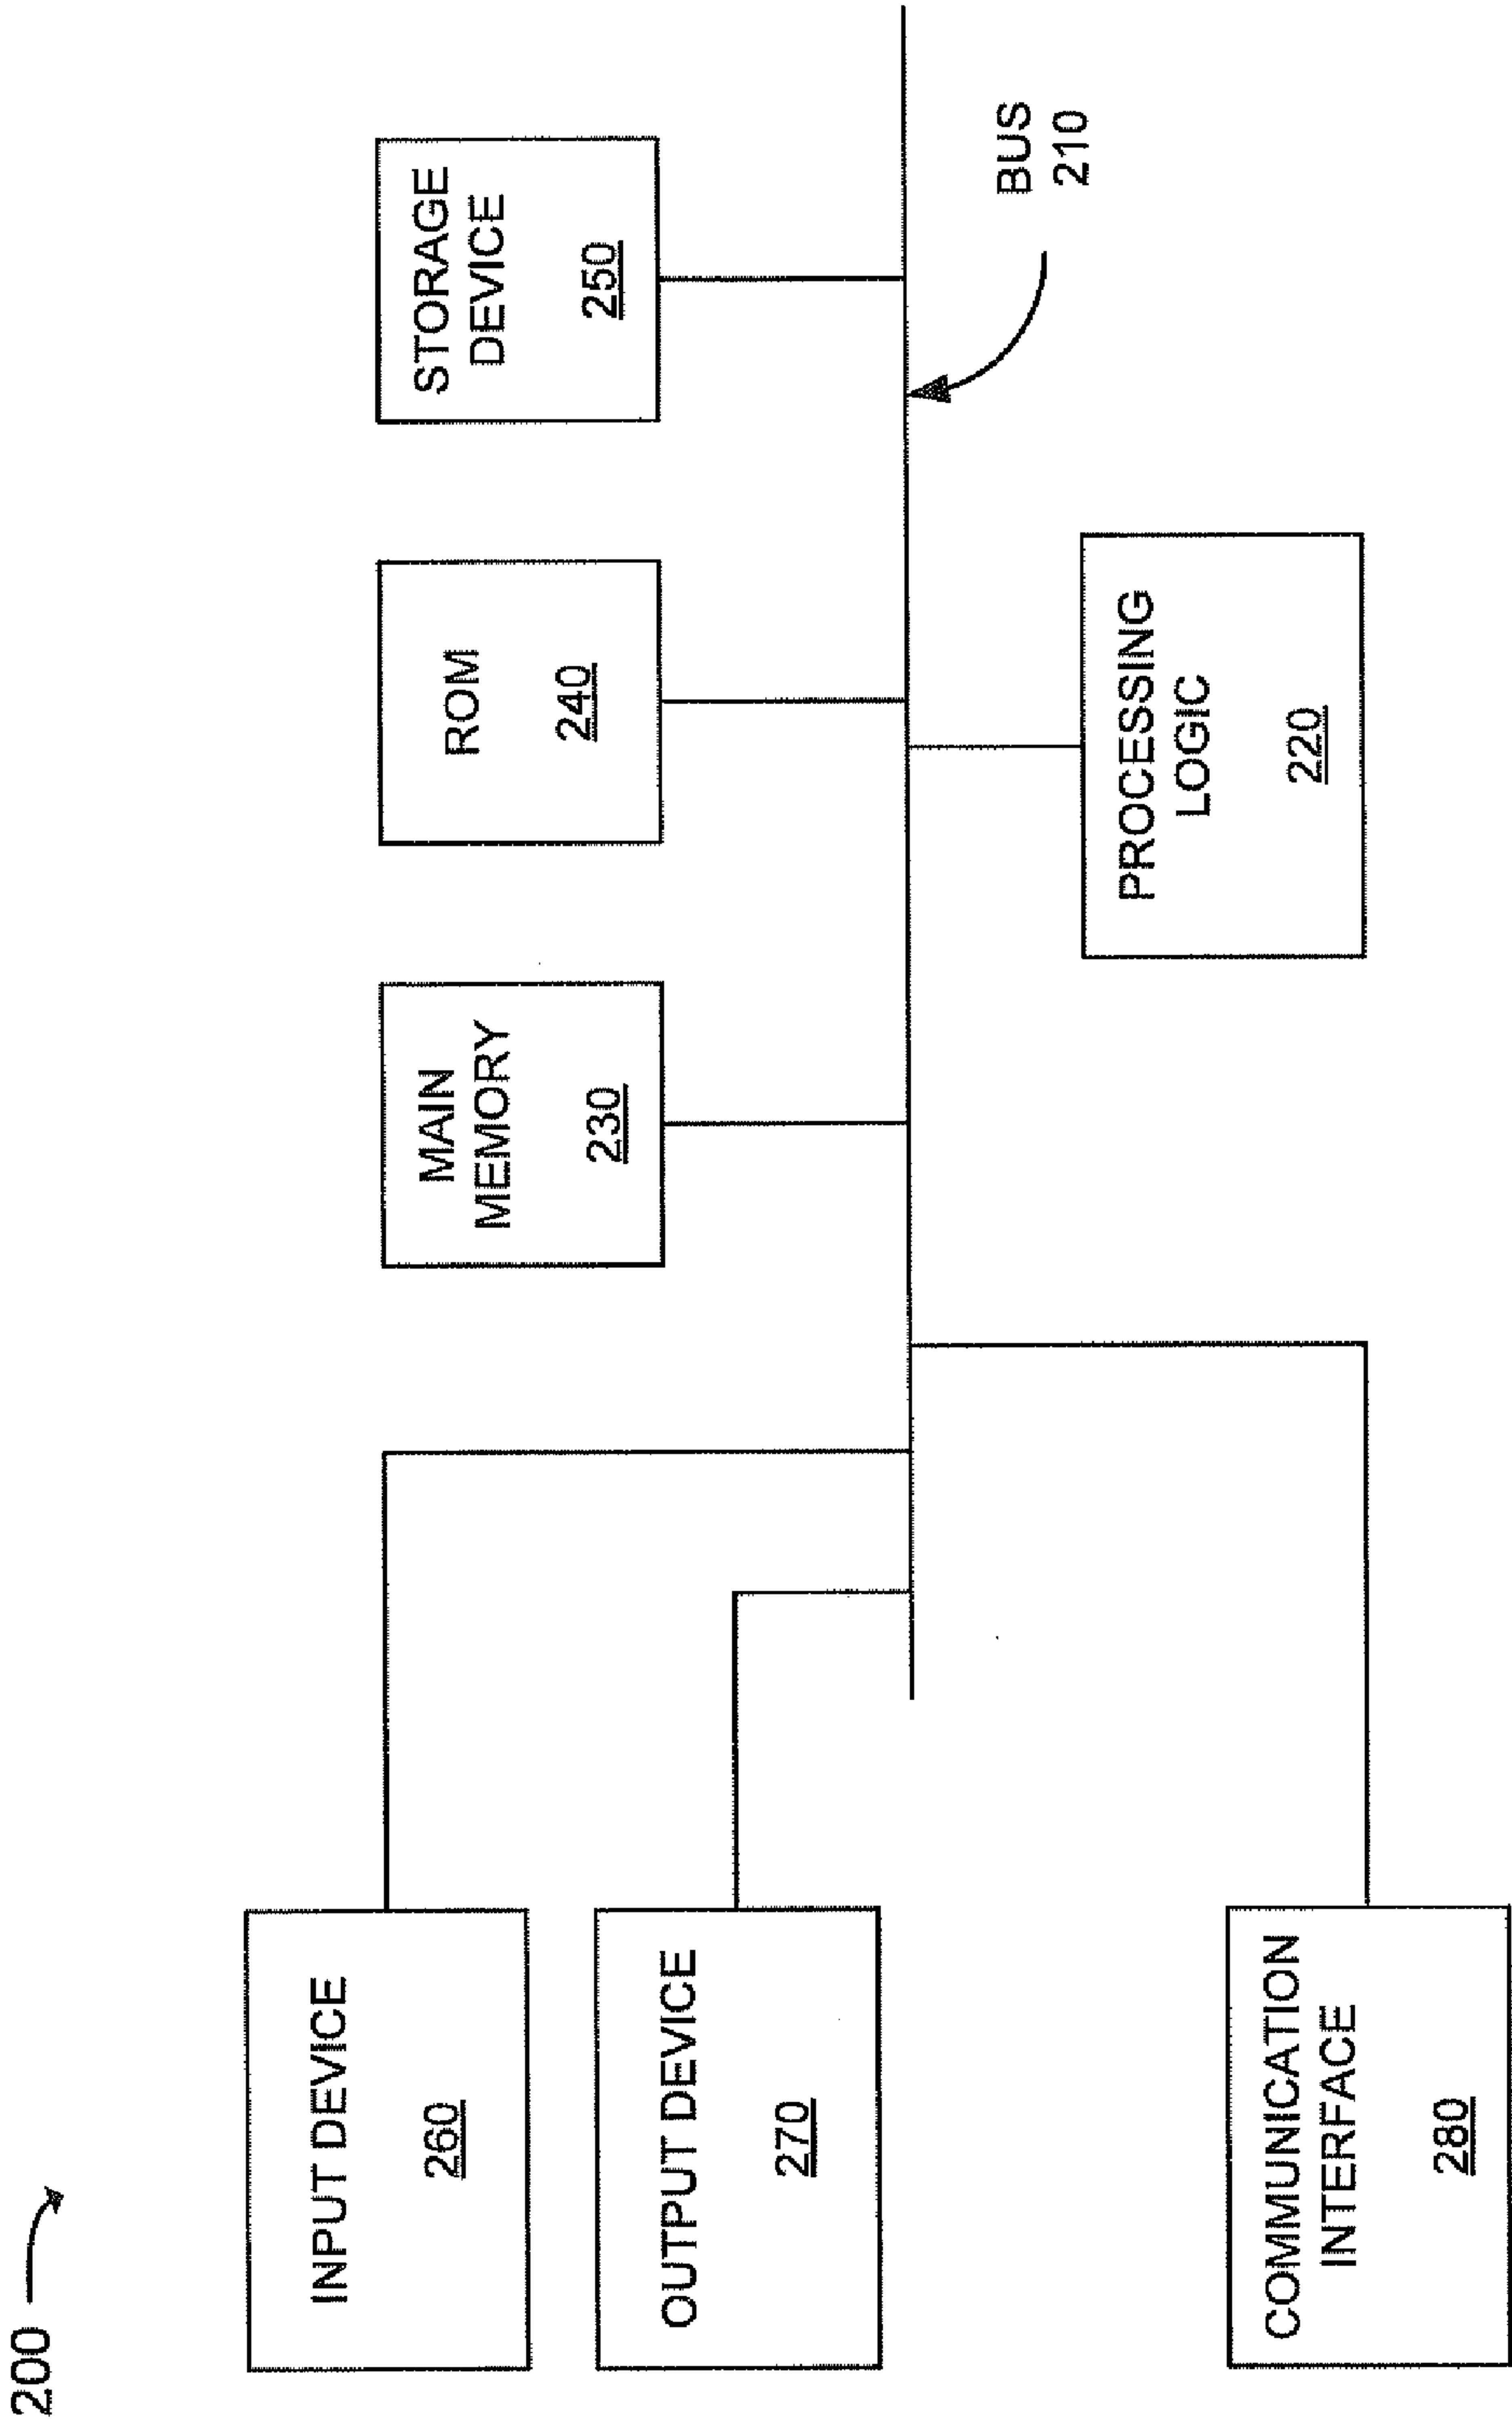 200
INPUT DEVICE
260
OUTPUT DEVICE
270
COMMUNICATION
INTERFACE
280
MAIN
MEMORY
230
ROM
240
STORAGE
DEVICE
250
PROCESSING
LOGIC
220
BUS
210